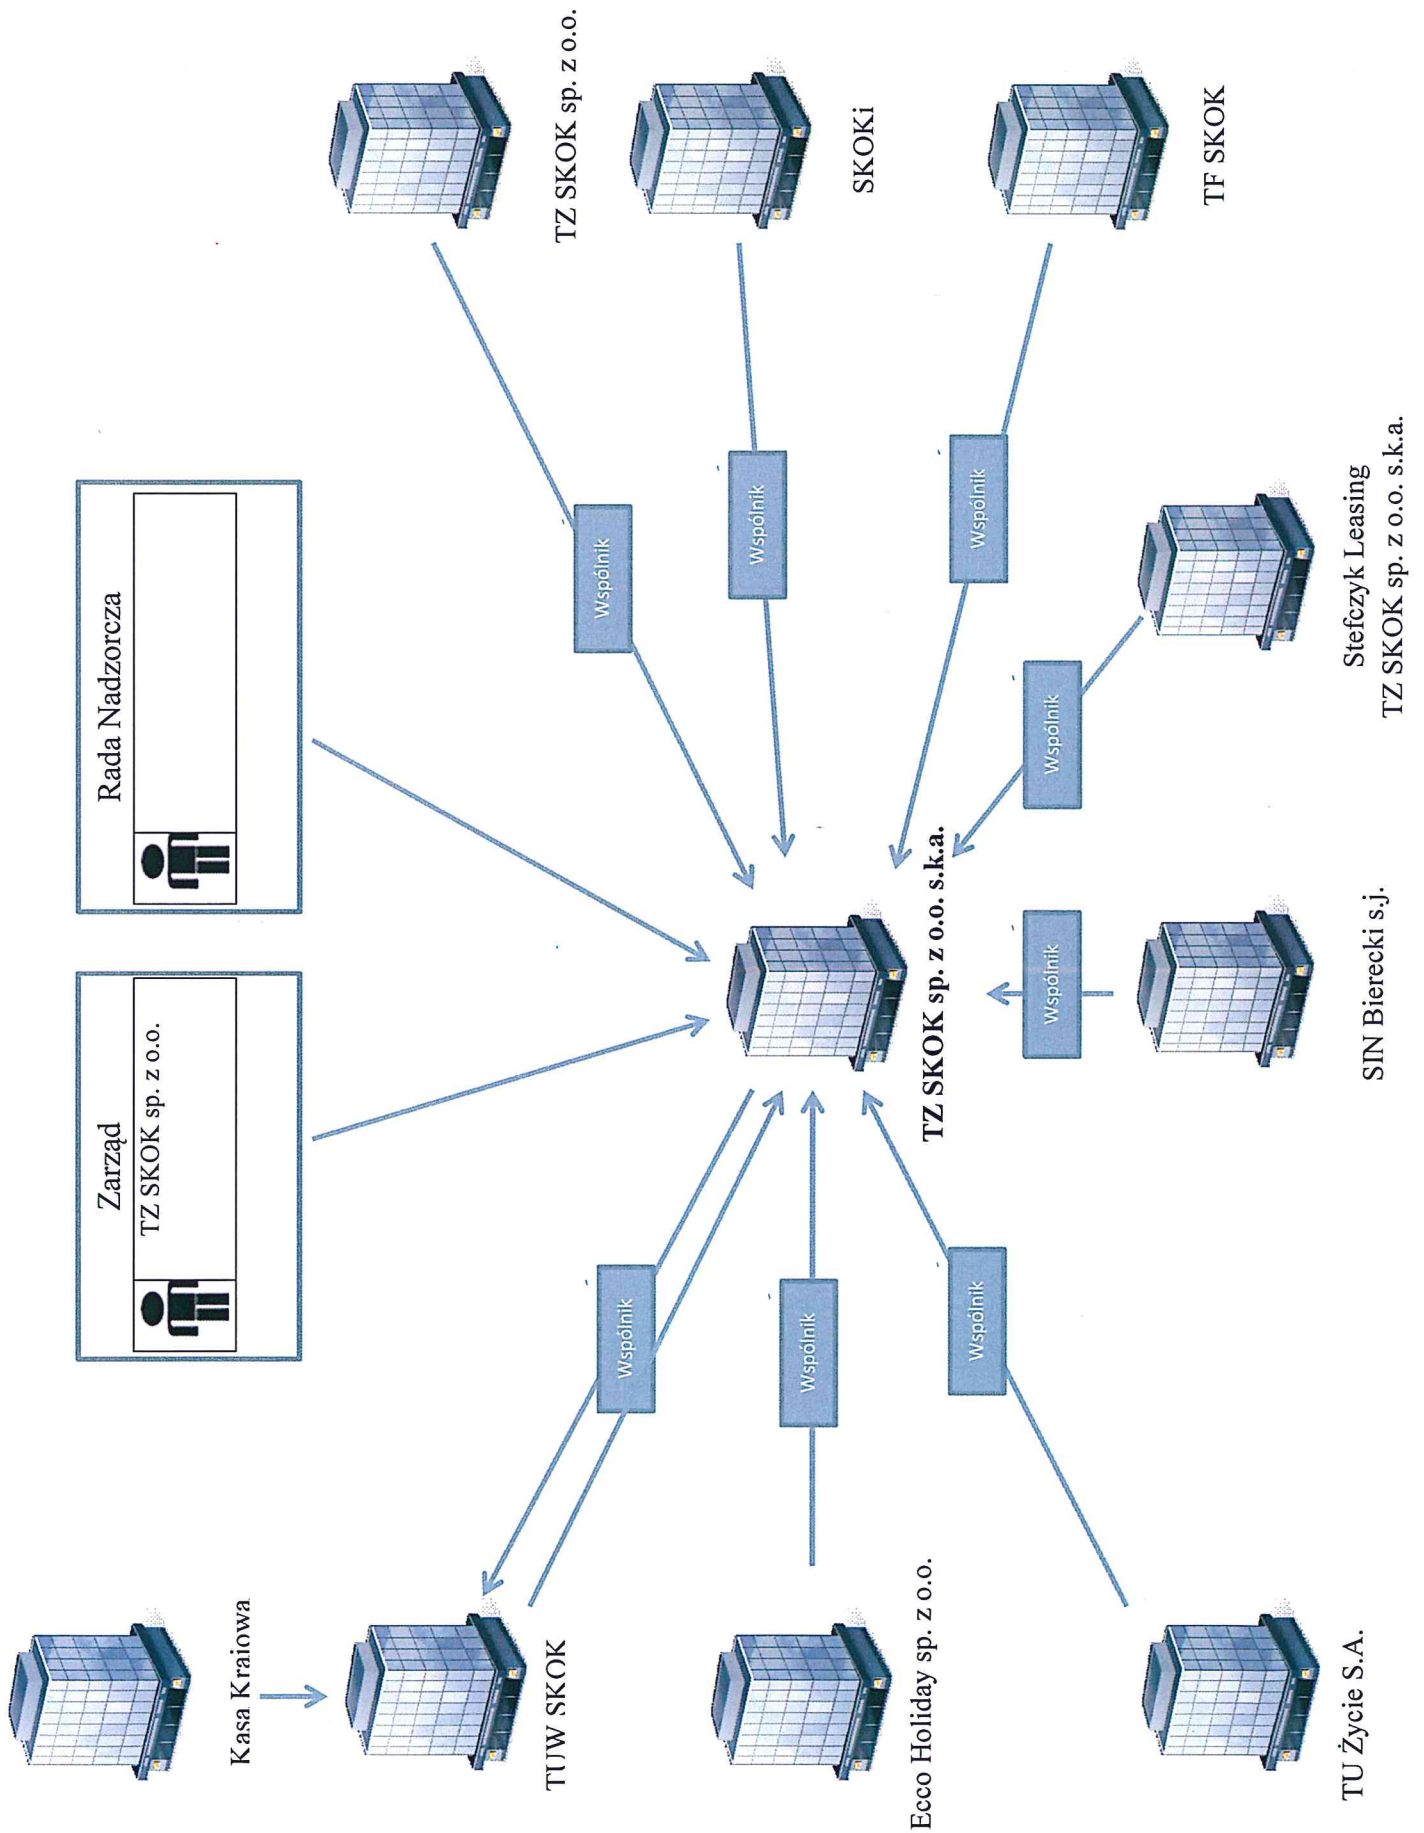 Zarząd
TZ SKOK sp. z o.o.
Rada Nadzorcza
Kasa Krajowa
TUW SKOK
TZ SKOK sp. z o.o.
Wspólnik
Wspólnik
Wspólnik
Wspólnik
SKOKi
Ecco Holiday sp. z o.o.
TZ SKOK sp. z o.o. s.k.a.
Wspólnik
Wspólnik
Wspólnik
Wspólnik
TF SKOK
TU Życie S.A.
SIN Bierecki s.j.
Stefczyk Leasing
TZ SKOK sp. z o.o. s.k.a.